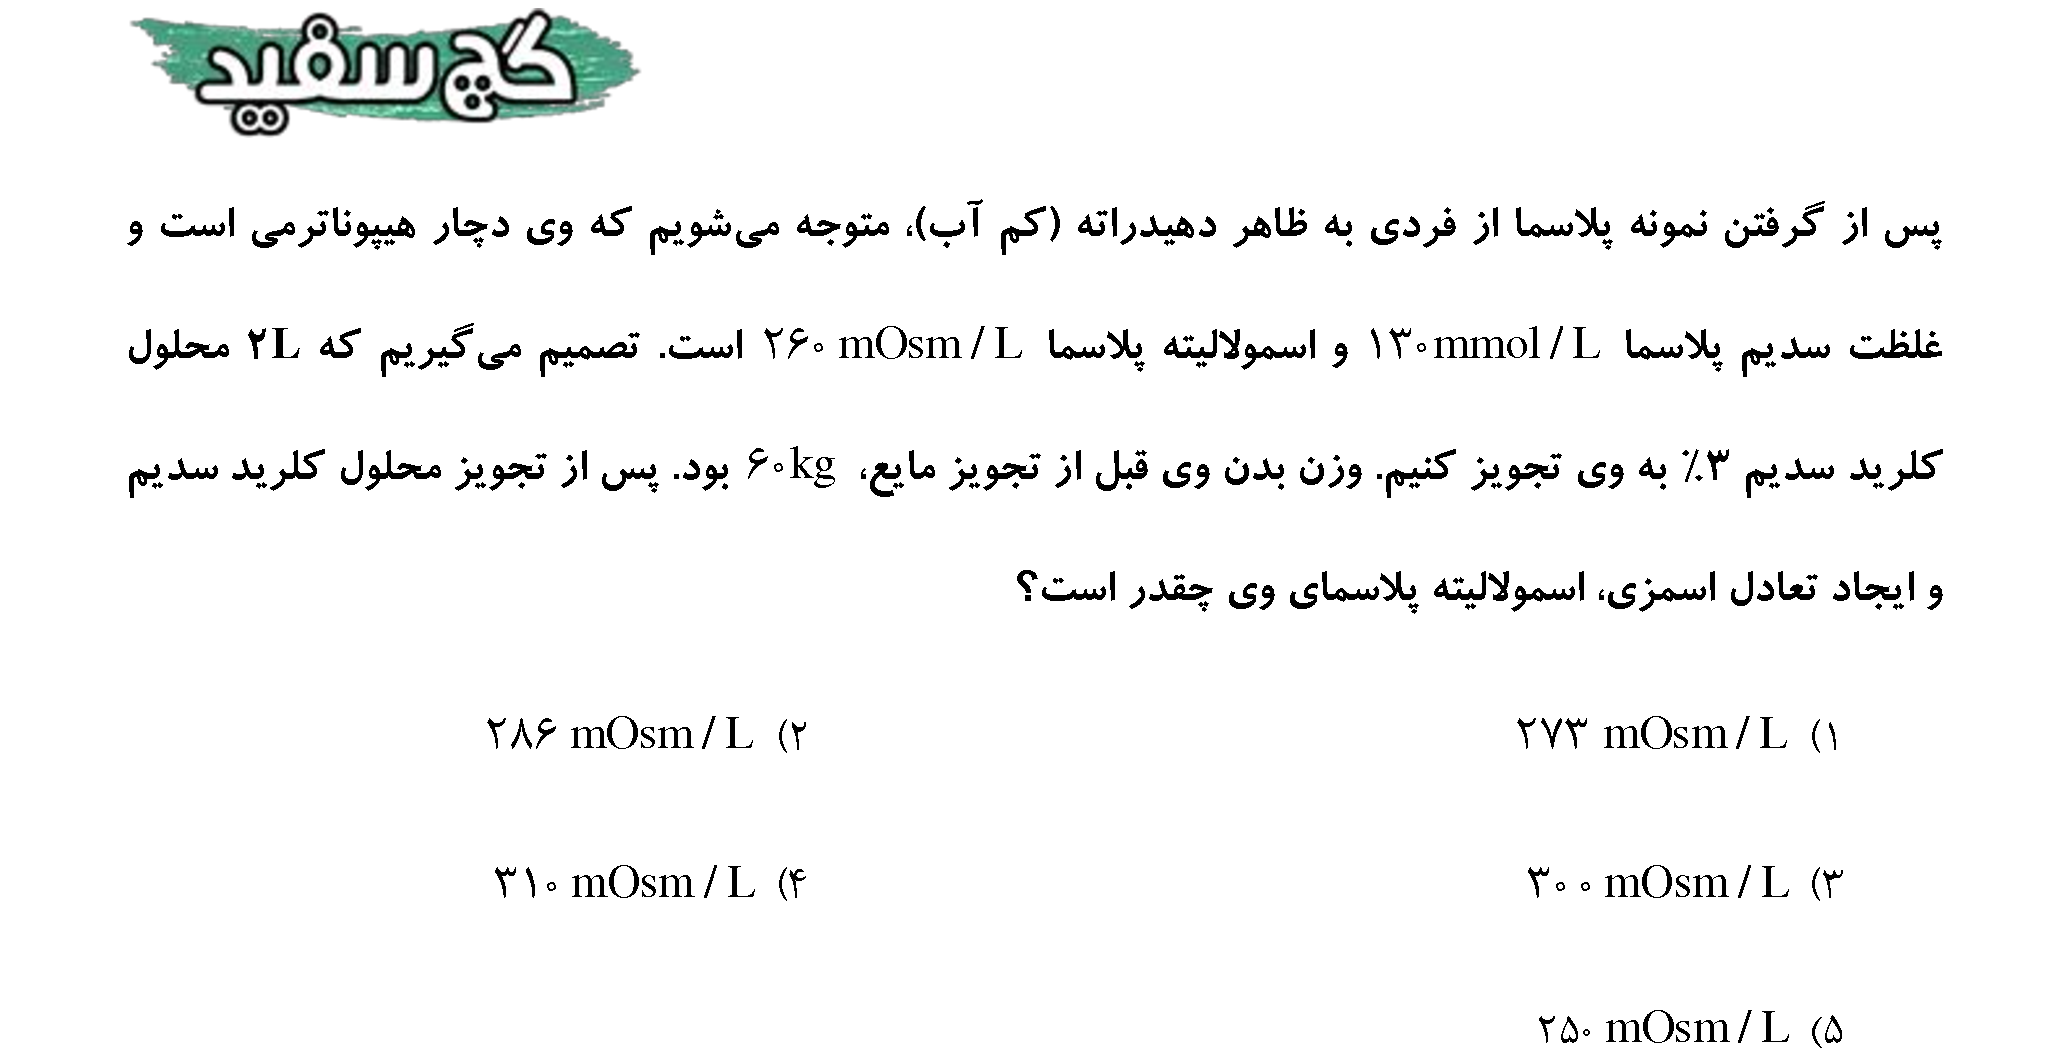 گچ سفید
پس از گرفتن نمونه پلاسما از فردی به ظاهر دهیدراته (کم آب)، متوجه می‌شویم که وی دچار هیپوناترمی است و
غلظت سدیم پلاسما ۱۳۰mmol / L و اسمولالیته پلاسما ۲۶۰ mOsm / L است. تصمیم می‌گیریم که ۲L محلول
کلرید سدیم ۳٪ به وی تجویز کنیم. وزن بدن وی قبل از تجویز مایع، ۶۰kg بود. پس از تجویز محلول کلرید سدیم
و ایجاد تعادل اسمزی، اسمولالیته پلاسمای وی چقدر است؟
۱) ۲۷۳ mOsm / L ۲) ۲۸۶ mOsm / L
۳) ۳۰۰ mOsm / L ۴) ۳۱۰ mOsm / L
۵) ۲۵۰ mOsm / L